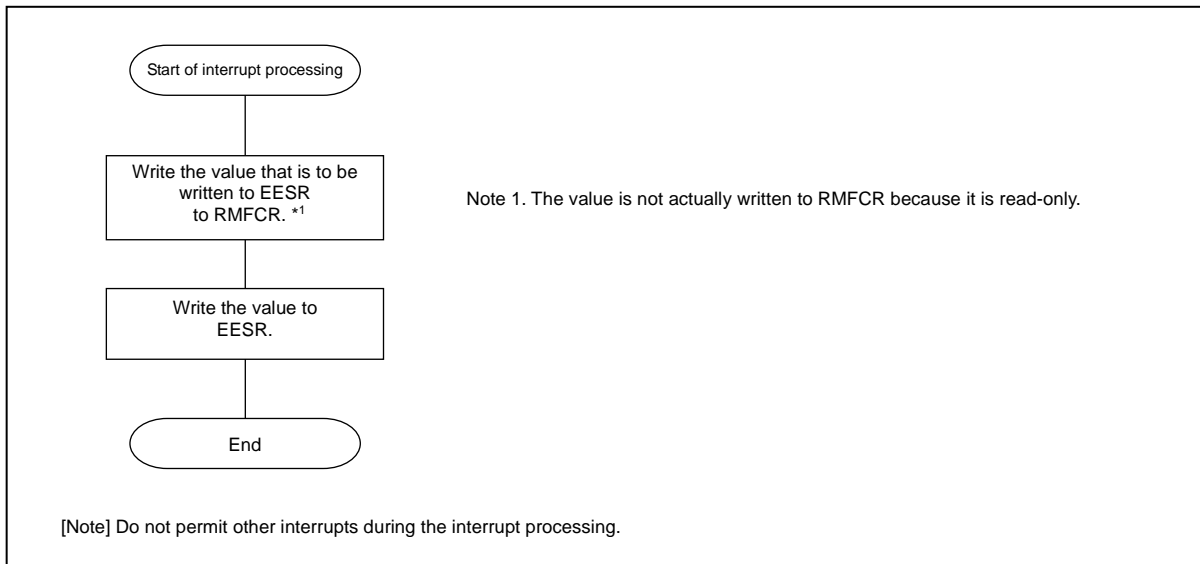 Start of interrupt processing
Write the value that is to be
written to EESR
to RMFCR. *1
Note 1. The value is not actually written to RMFCR because it is read-only.
Write the value to
EESR.
End
[Note] Do not permit other interrupts during the interrupt processing.